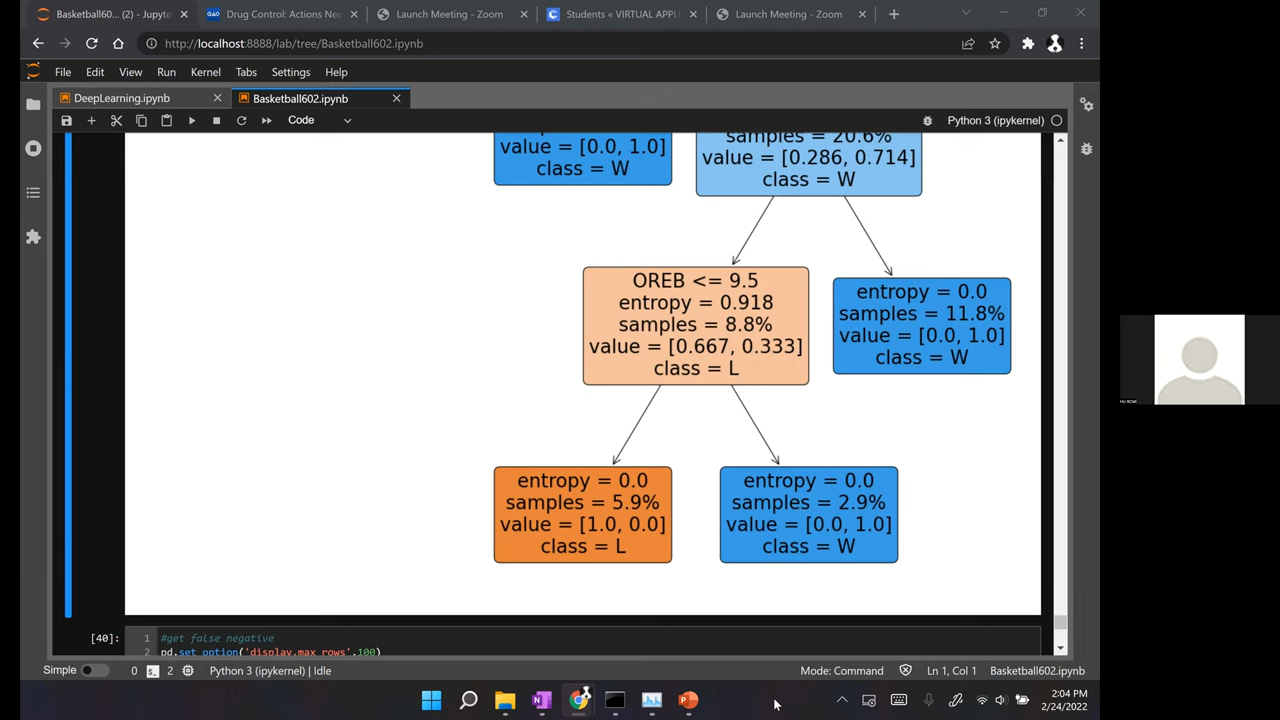 Basketball60... (2) - Jupyte
Drug Control: Actions Nee
Launch Meeting - Zoom
Students « VIRTUAL APPL
Launch Meeting - Zoom
http://localhost:8888/lab/tree/Basketball602.ipynb
File Edit View Run Kernel Tabs Settings Help
DeepLearning.ipynb
Basketball602.ipynb
Code
Python 3 (ipykernel)
value = [0.0, 1.0]
class = W
samples = 20.6%
value = [0.286, 0.714]
class = W
OREB <= 9.5
entropy = 0.918
samples = 8.8%
value = [0.667, 0.333]
class = L
entropy = 0.0
samples = 11.8%
value = [0.0, 1.0]
class = W
entropy = 0.0
samples = 5.9%
value = [1.0, 0.0]
class = L
entropy = 0.0
samples = 2.9%
value = [0.0, 1.0]
class = W
[40]:
1 #get false negative
2 pd.set_option('display.max_rows',100)
Simple 0 2 Python 3 (ipykernel) | Idle
Mode: Command Ln 1, Col 1 Basketball602.ipynb
2:04 PM
2/24/2022